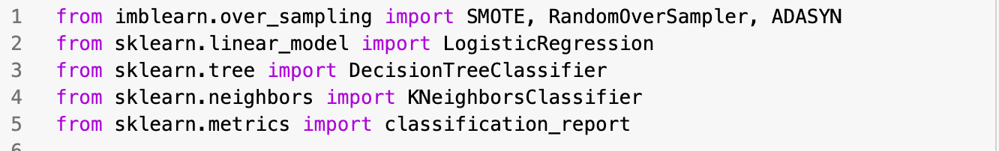 1 from imblearn.over_sampling import SMOTE, RandomOverSampler, ADASYN
2 from sklearn.linear_model import LogisticRegression
3 from sklearn.tree import DecisionTreeClassifier
4 from sklearn.neighbors import KNeighborsClassifier
5 from sklearn.metrics import classification_report